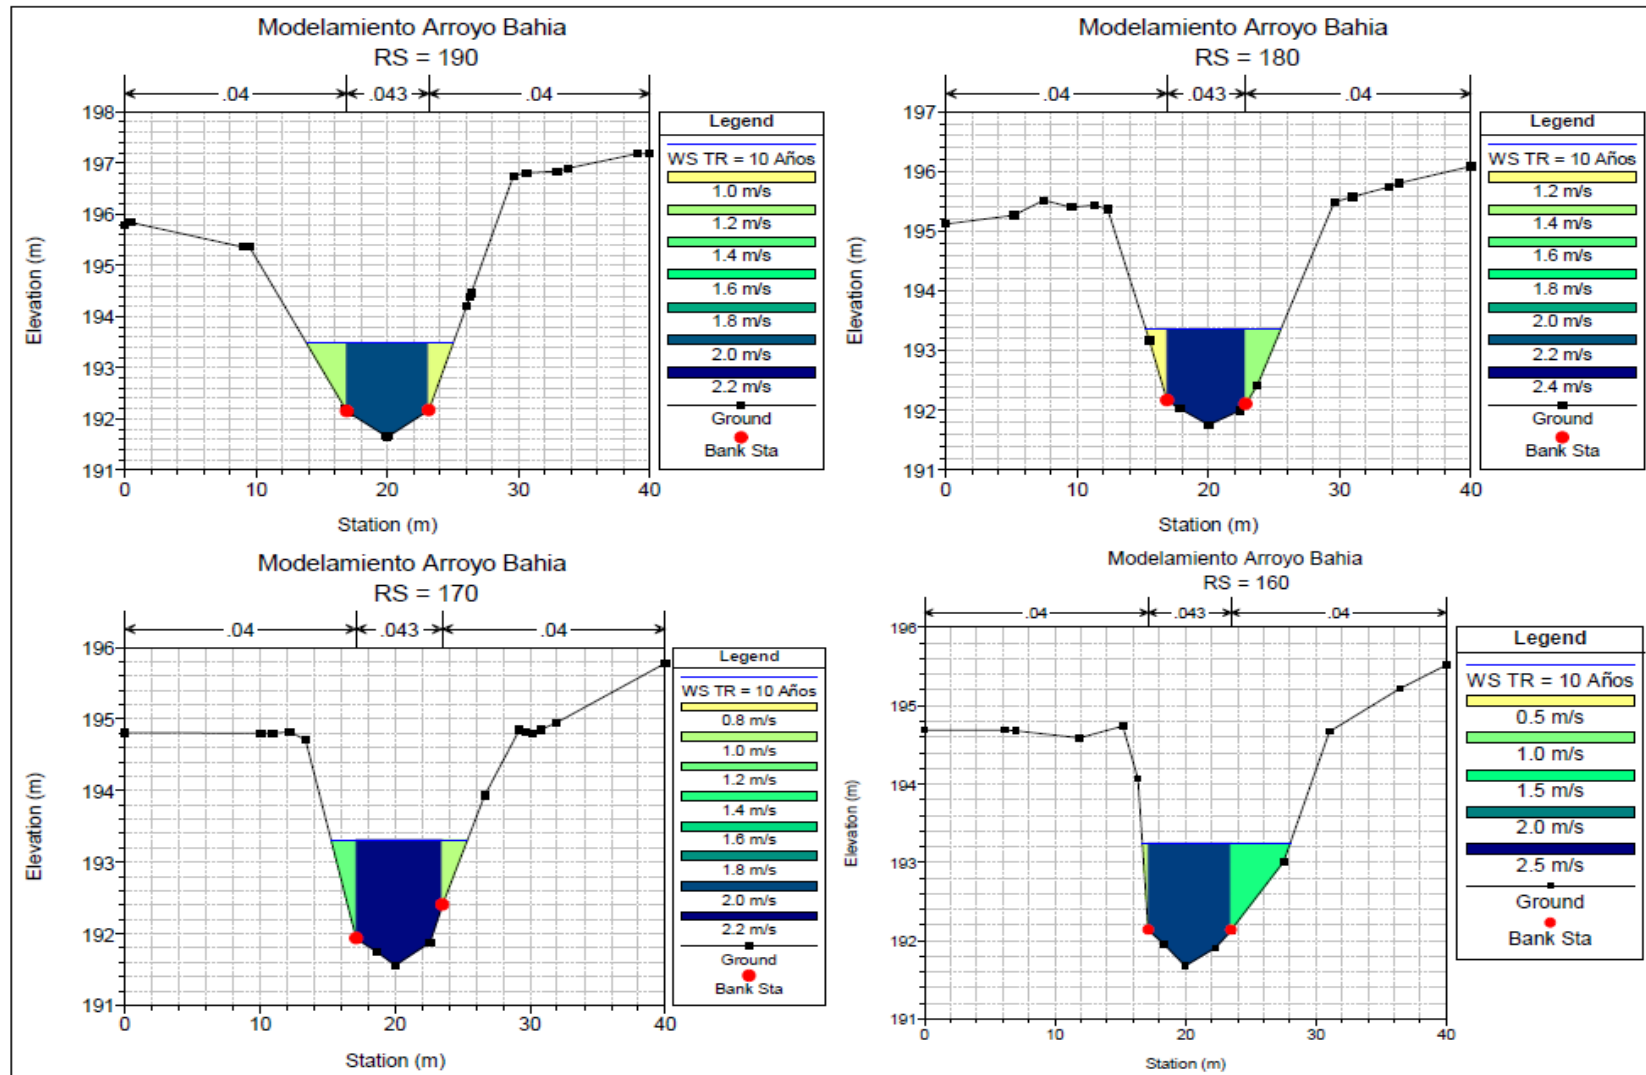 Modelamiento Arroyo Bahia
RS = 190
.04
.043
.04
198
197
196
195
194
193
192
191
0
10
20
30
40
Elevation (m)
Station (m)
Legend
WS TR = 10 Años
1.0 m/s
1.2 m/s
1.4 m/s
1.6 m/s
1.8 m/s
2.0 m/s
2.2 m/s
Ground
Bank Sta
Modelamiento Arroyo Bahia
RS = 180
.04
.043
.04
197
196
195
194
193
192
191
0
10
20
30
40
Elevation (m)
Station (m)
Legend
WS TR = 10 Años
1.2 m/s
1.4 m/s
1.6 m/s
1.8 m/s
2.0 m/s
2.2 m/s
2.4 m/s
Ground
Bank Sta
Modelamiento Arroyo Bahia
RS = 170
.04
.043
.04
196
195
194
193
192
191
0
10
20
30
40
Elevation (m)
Station (m)
Legend
WS TR = 10 Años
0.8 m/s
1.0 m/s
1.2 m/s
1.4 m/s
1.6 m/s
1.8 m/s
2.0 m/s
2.2 m/s
Ground
Bank Sta
Modelamiento Arroyo Bahia
RS = 160
.04
.043
.04
196
195
194
193
192
191
0
10
20
30
40
Elevation (m)
Station (m)
Legend
WS TR = 10 Años
0.5 m/s
1.0 m/s
1.5 m/s
2.0 m/s
2.5 m/s
Ground
Bank Sta